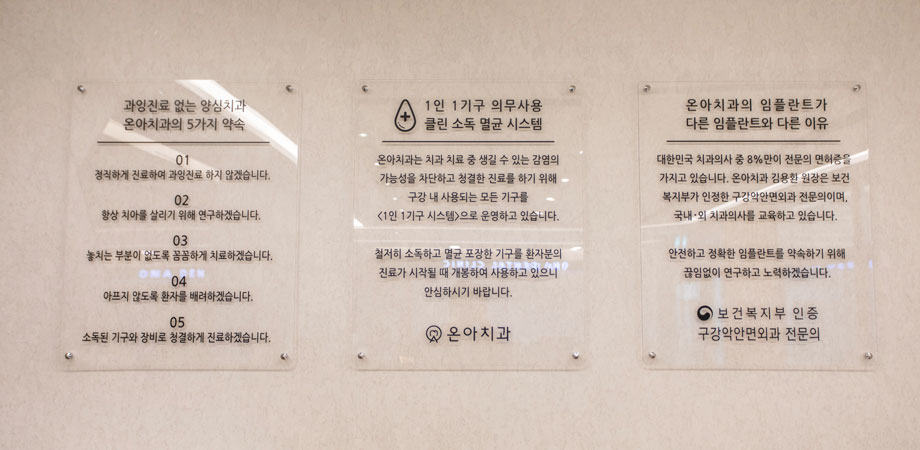 과잉진료 없는 양심치과
온아치과의 5가지 약속
01
정직하게 진료하여 과잉진료 하지 않겠습니다.
02
항상 치아를 살리기 위해 연구하겠습니다.
03
놓치는 부분이 없도록 꼼꼼하게 치료하겠습니다.
04
아프지 않도록 환자를 배려하겠습니다.
05
소독된 기구와 장비로 청결하게 진료하겠습니다.
1인 1기구 의무사용
클린 소독 멸균 시스템
온아치과는 치과 치료 중 생길 수 있는 감염의
가능성을 차단하고 청결한 진료를 하기 위해
구강 내 사용되는 모든 기구를
<1인 1기구 시스템>으로 운영하고 있습니다.
철저히 소독하고 멸균 포장한 기구를 환자분의
진료가 시작될 때 개봉하여 사용하고 있으니
안심하시기 바랍니다.
온아치과
온아치과의 임플란트가
다른 임플란트와 다른 이유
대한민국 치과의사 중 8%만이 전문의 면허증을
가지고 있습니다. 온아치과 김용환 원장은 보건
복지부가 인정한 구강악안면외과 전문의이며,
국내·외 치과의사를 교육하고 있습니다.
안전하고 정확한 임플란트를 약속하기 위해
끊임없이 연구하고 노력하겠습니다.
보건복지부 인증
구강악안면외과 전문의